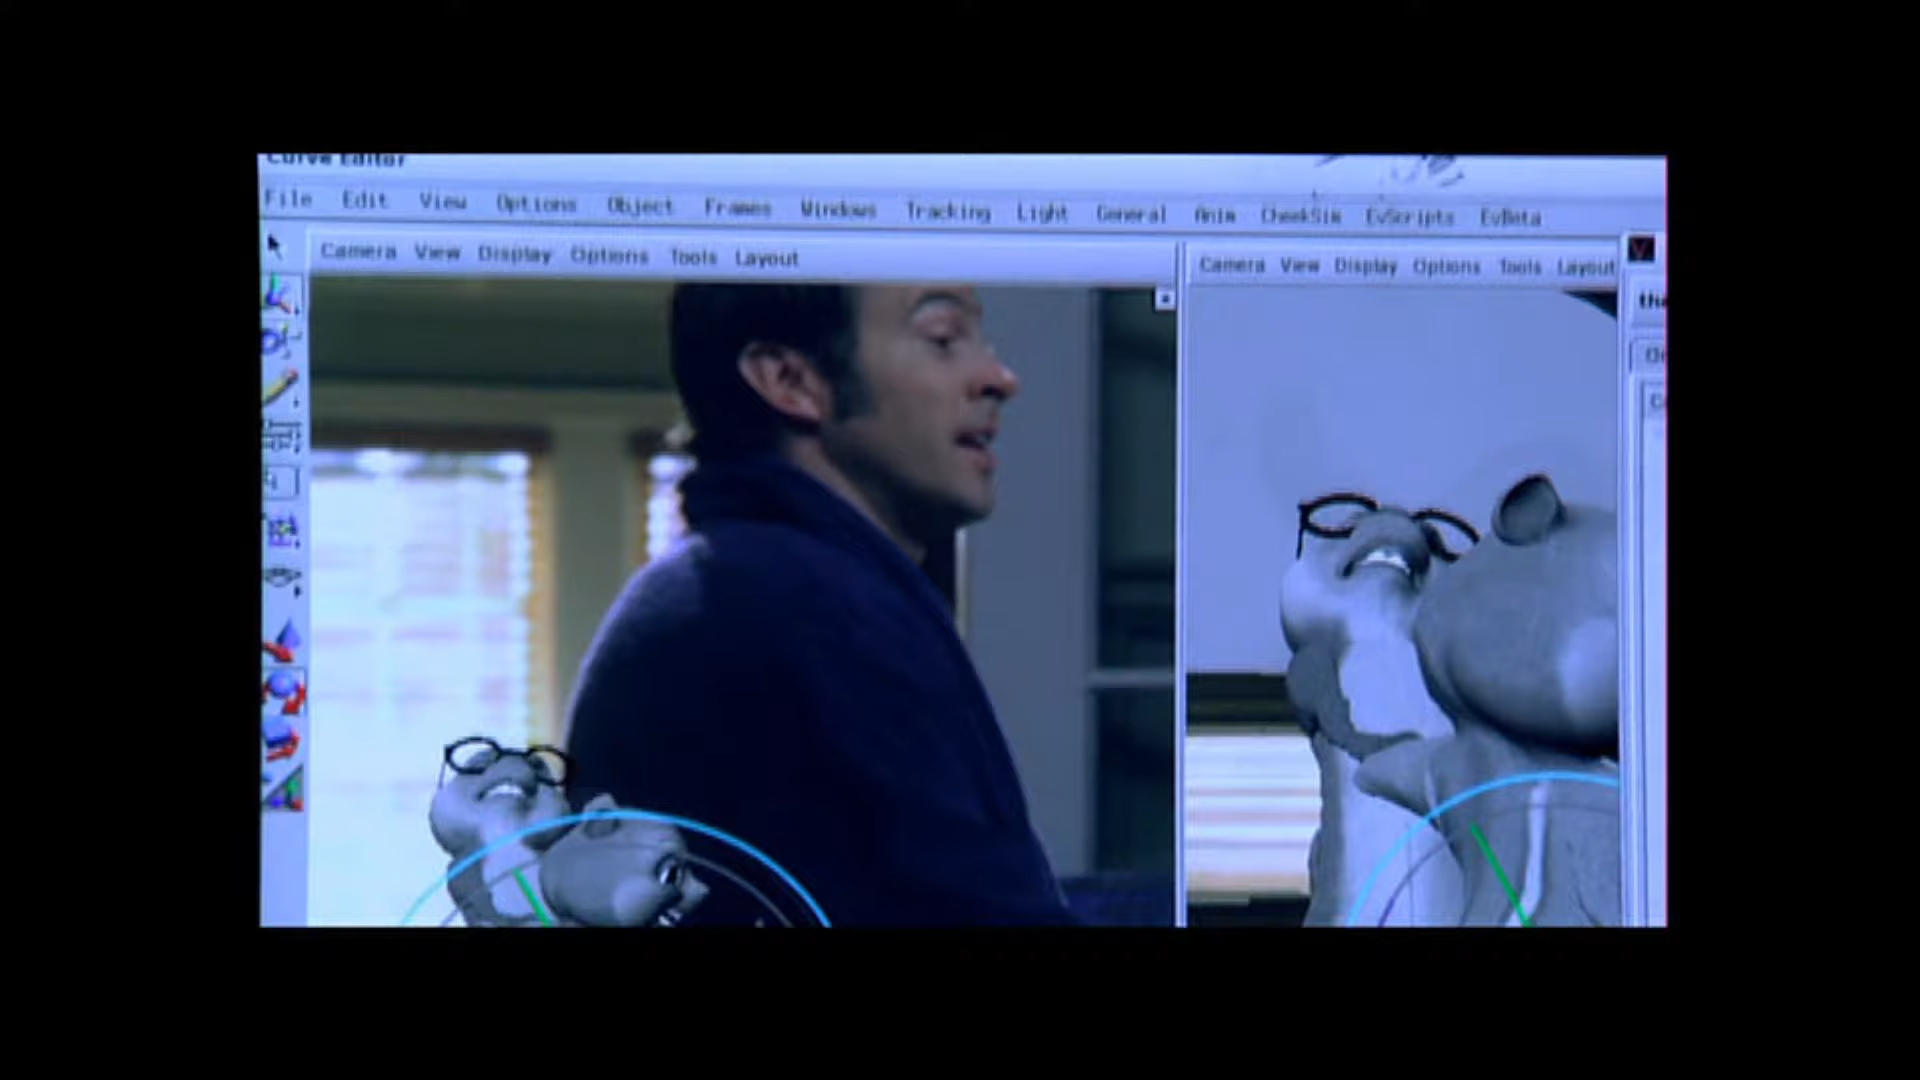 Curve Editor
File Edit View Options Object Frames Windows Tracking Light General Anim CheekSim EvScripts EvBeta
Camera View Display Options Tools Layout
Camera View Display Options Tools Layout